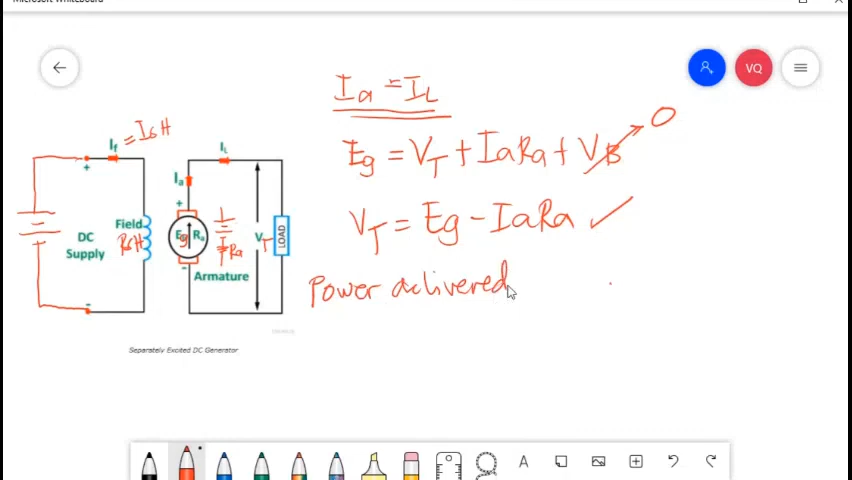 Microsoft Whiteboard
VQ
Ia = IL
If = IsH
IL
Eg = VT + IaRa + VB → 0
Ia
+
+
Field
RsH
DC
Supply
Eg Ra
Ra
VT
LOAD
VT = Eg - IaRa ✓
-
-
Armature
Power delivered
Separately Excited DC Generator
A